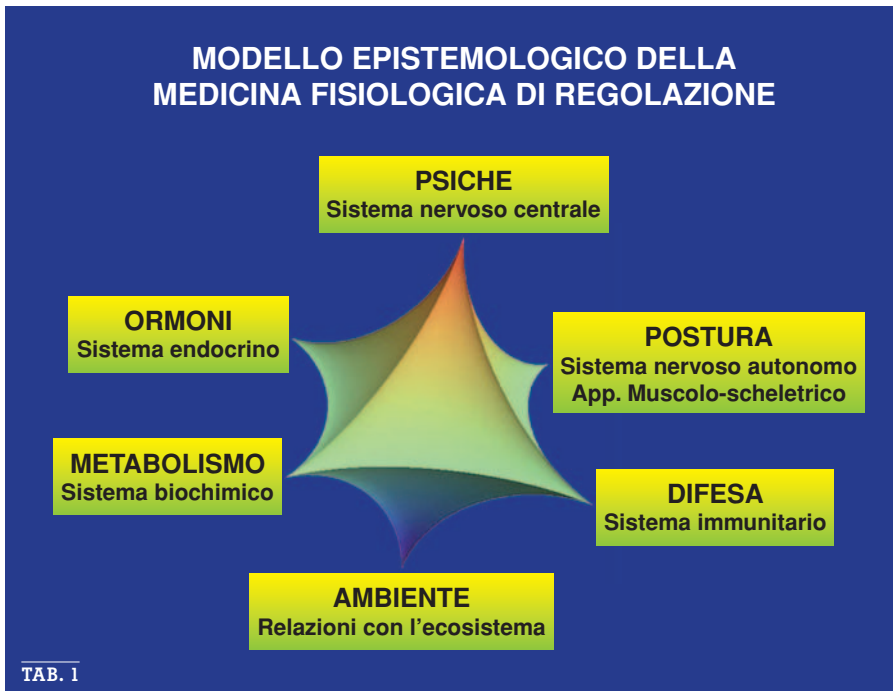 MODELLO EPISTEMOLOGICO DELLA
MEDICINA FISIOLOGICA DI REGOLAZIONE
PSICHE
Sistema nervoso centrale
ORMONI
Sistema endocrino
POSTURA
Sistema nervoso autonomo
App. Muscolo-scheletrico
METABOLISMO
Sistema biochimico
DIFESA
Sistema immunitario
AMBIENTE
Relazioni con l'ecosistema
TAB. 1